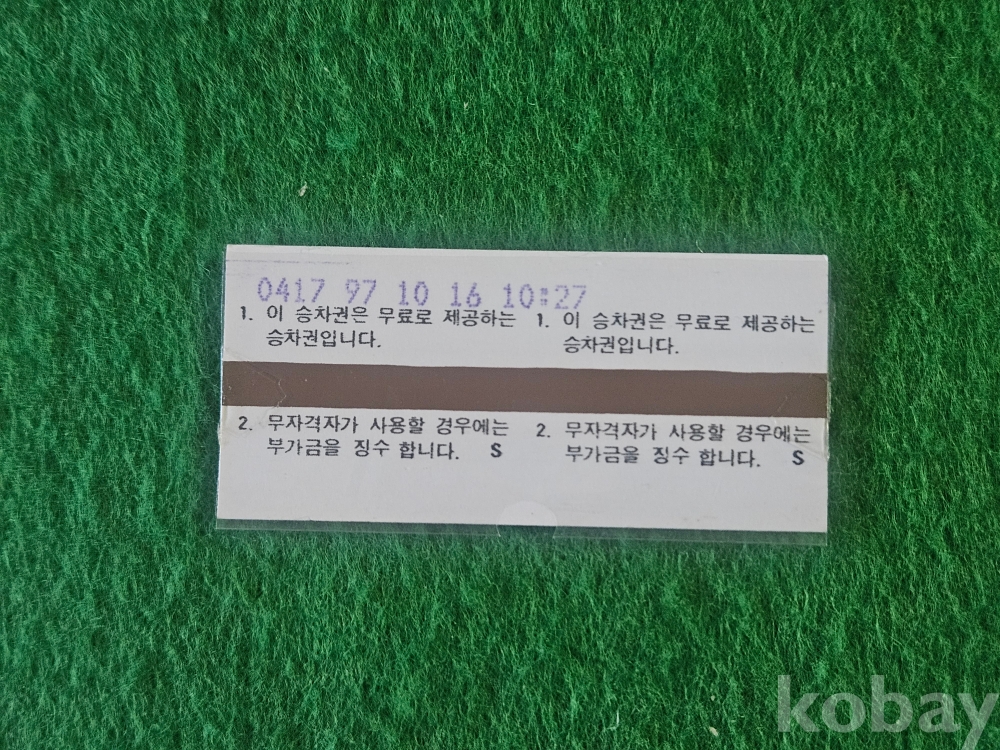 0417 97 10 16 10:27
1. 이 승차권은 무료로 제공하는
승차권입니다.
1. 이 승차권은 무료로 제공하는
승차권입니다.
2. 무자격자가 사용할 경우에는
부가금을 징수 합니다. S
2. 무자격자가 사용할 경우에는
부가금을 징수 합니다. S
kobay